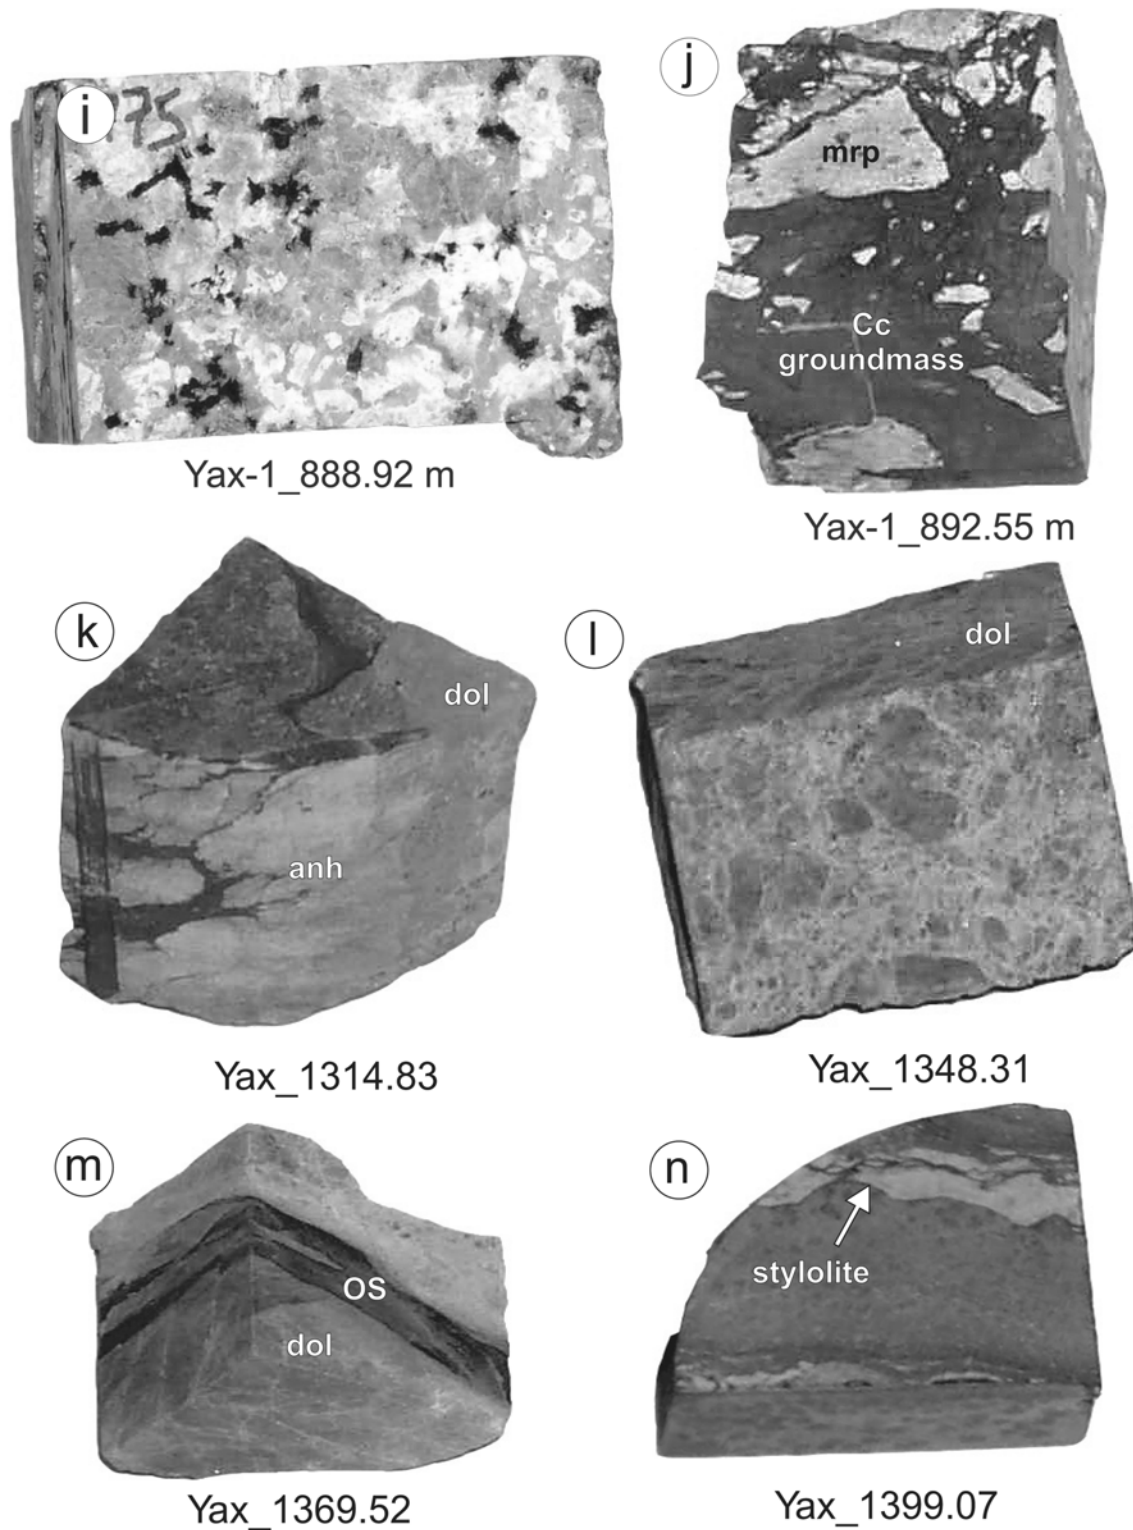 i
175
j
mrp
Cc
groundmass
Yax-1_888.92 m
Yax-1_892.55 m
k
dol
anh
l
dol
Yax_1314.83
Yax_1348.31
m
OS
dol
n
stylolite
Yax_1369.52
Yax_1399.07